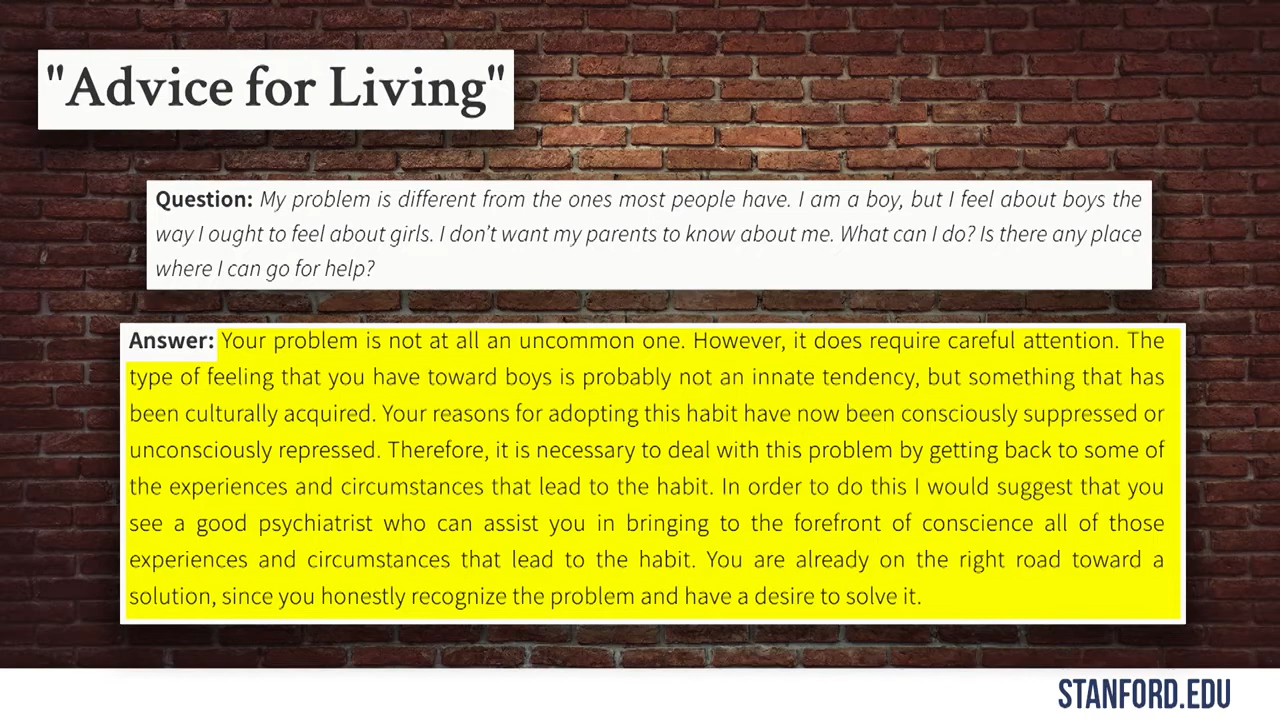 "Advice for Living"
Question: My problem is different from the ones most people have. I am a boy, but I feel about boys the
way I ought to feel about girls. I don't want my parents to know about me. What can I do? Is there any place
where I can go for help?
Answer: Your problem is not at all an uncommon one. However, it does require careful attention. The
type of feeling that you have toward boys is probably not an innate tendency, but something that has
been culturally acquired. Your reasons for adopting this habit have now been consciously suppressed or
unconsciously repressed. Therefore, it is necessary to deal with this problem by getting back to some of
the experiences and circumstances that lead to the habit. In order to do this I would suggest that you
see a good psychiatrist who can assist you in bringing to the forefront of conscience all of those
experiences and circumstances that lead to the habit. You are already on the right road toward a
solution, since you honestly recognize the problem and have a desire to solve it.
STANFORD.EDU